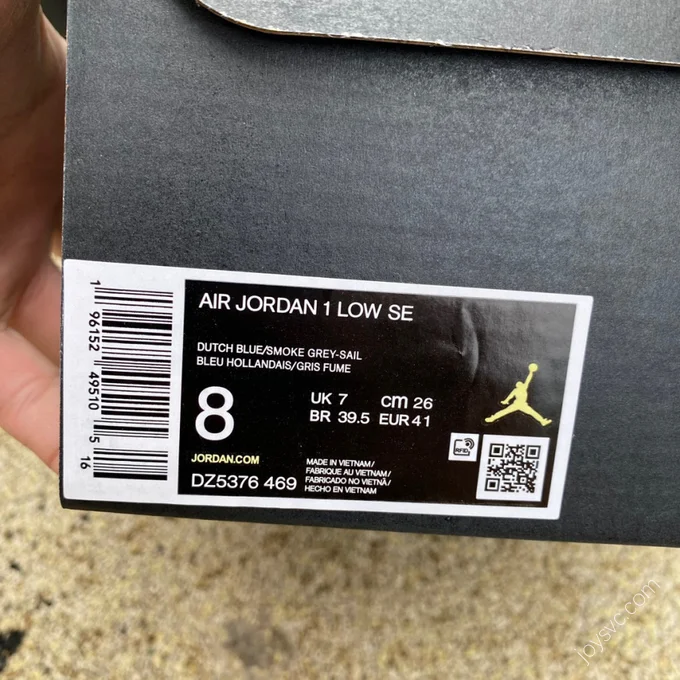 AIR JORDAN 1 LOW SE
DUTCH BLUE/SMOKE GREY-SAIL
BLEU HOLLANDAIS/GRIS FUME
8
UK 7 cm 26
BR 39.5 EUR 41
JORDAN.COM
DZ5376 469
MADE IN VIETNAM/
FABRIQUE AU VIETNAM/
FABRICADO NO VIETNÃ/
HECHO EN VIETNAM
RFID
1 96152 49510 5
16
joysvc.com